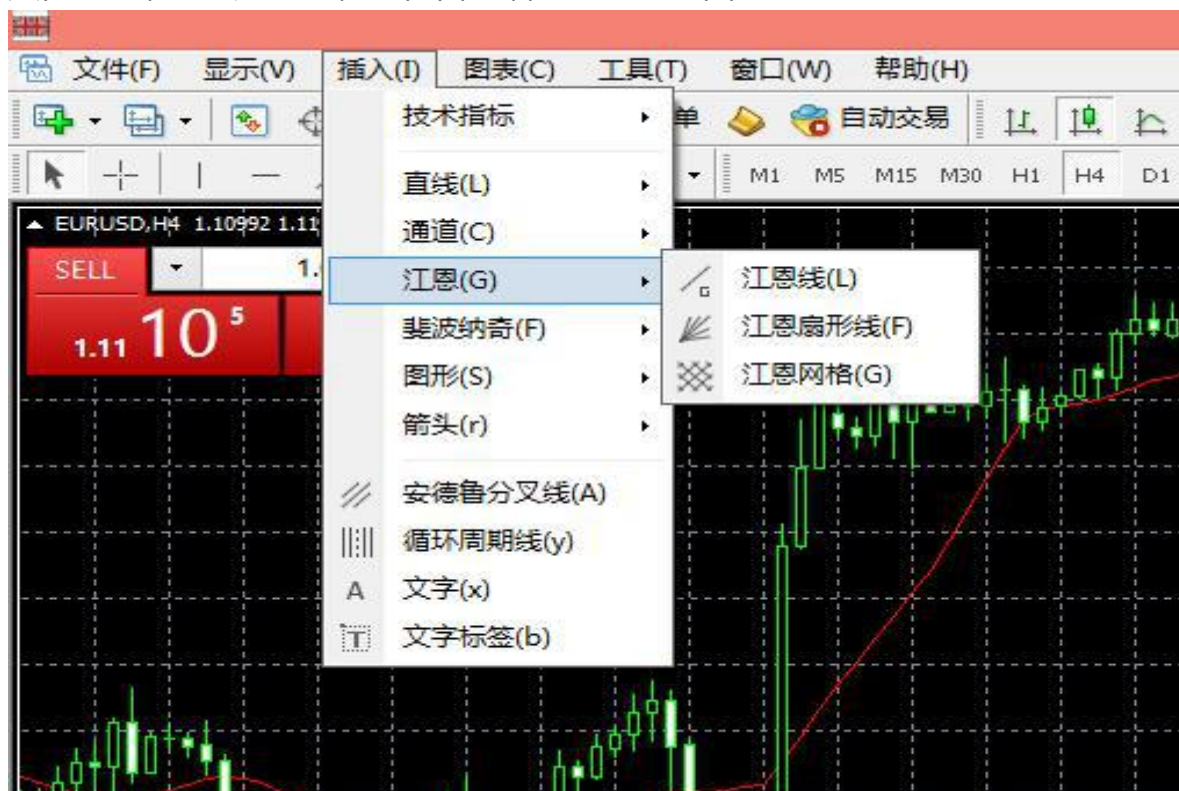 文件(F) 显示(V) 插入(I) 图表(C) 工具(T) 窗口(W) 帮助(H)
技术指标 单 自动交易
直线(L) M1 M5 M15 M30 H1 H4 D1
EURUSD,H4 1.10992 1.11 通道(C)
SELL 1. 江恩(G) 江恩线(L)
1.11 10 5 斐波纳奇(F) 江恩扇形线(F)
图形(S) 江恩网格(G)
箭头(r)
安德鲁分叉线(A)
循环周期线(y)
A 文字(x)
T 文字标签(b)